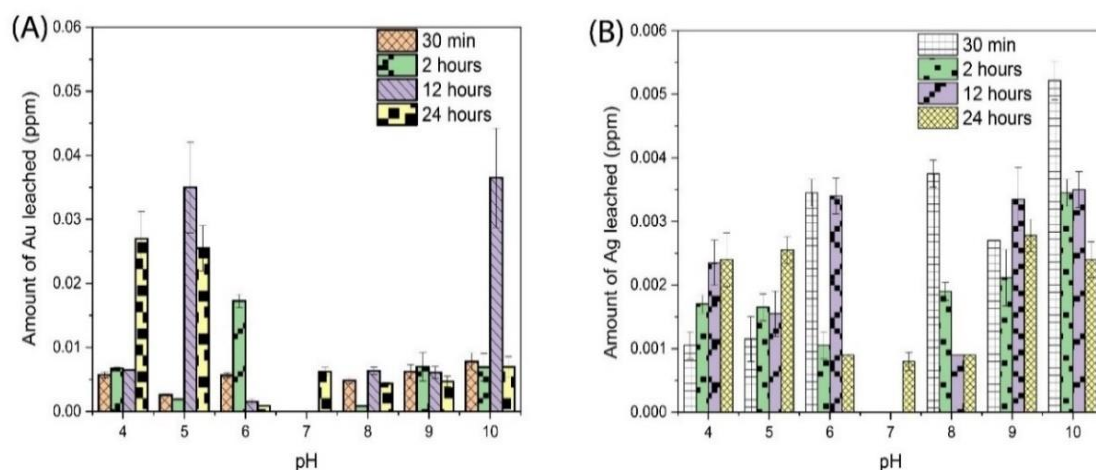 (A)
Amount of Au leached (ppm)
0.06
0.05
0.04
0.03
0.02
0.01
0.00
30 min
2 hours
12 hours
24 hours
4 5 6 7 8 9 10
pH
(B)
Amount of Ag leached (ppm)
0.006
0.005
0.004
0.003
0.002
0.001
0.000
30 min
2 hours
12 hours
24 hours
4 5 6 7 8 9 10
pH